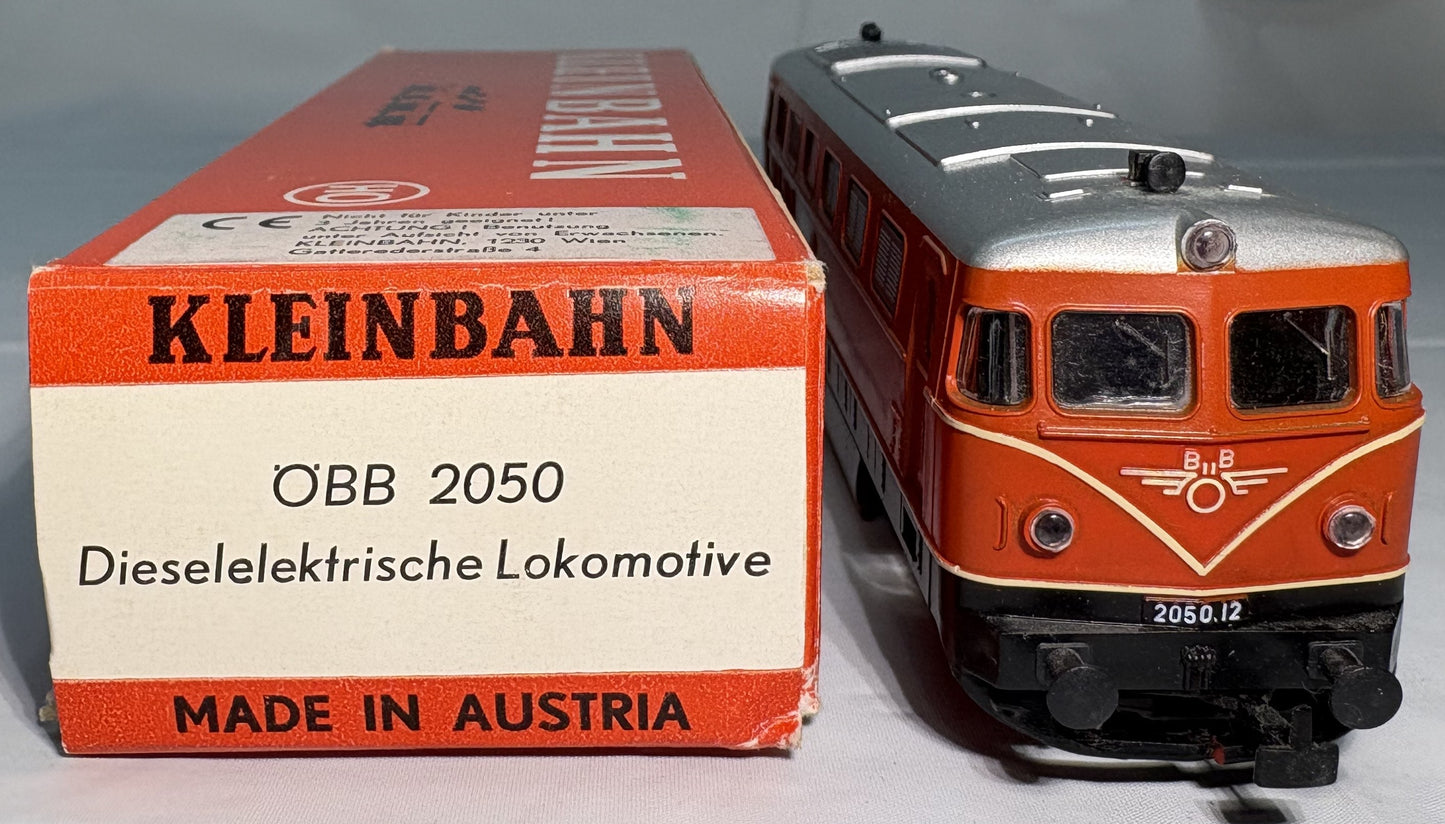 KLEINBAHN
HO
CE Nicht für Kinder unter
3 Jahren geeignet!
ACHTUNG! Benutzung
unter Aufsicht von Erwachsenen.
KLEINBAHN, 1230 Wien
Gatterederstraße 4
KLEINBAHN
ÖBB 2050
Dieselelektrische Lokomotive
MADE IN AUSTRIA
B B
2050.12